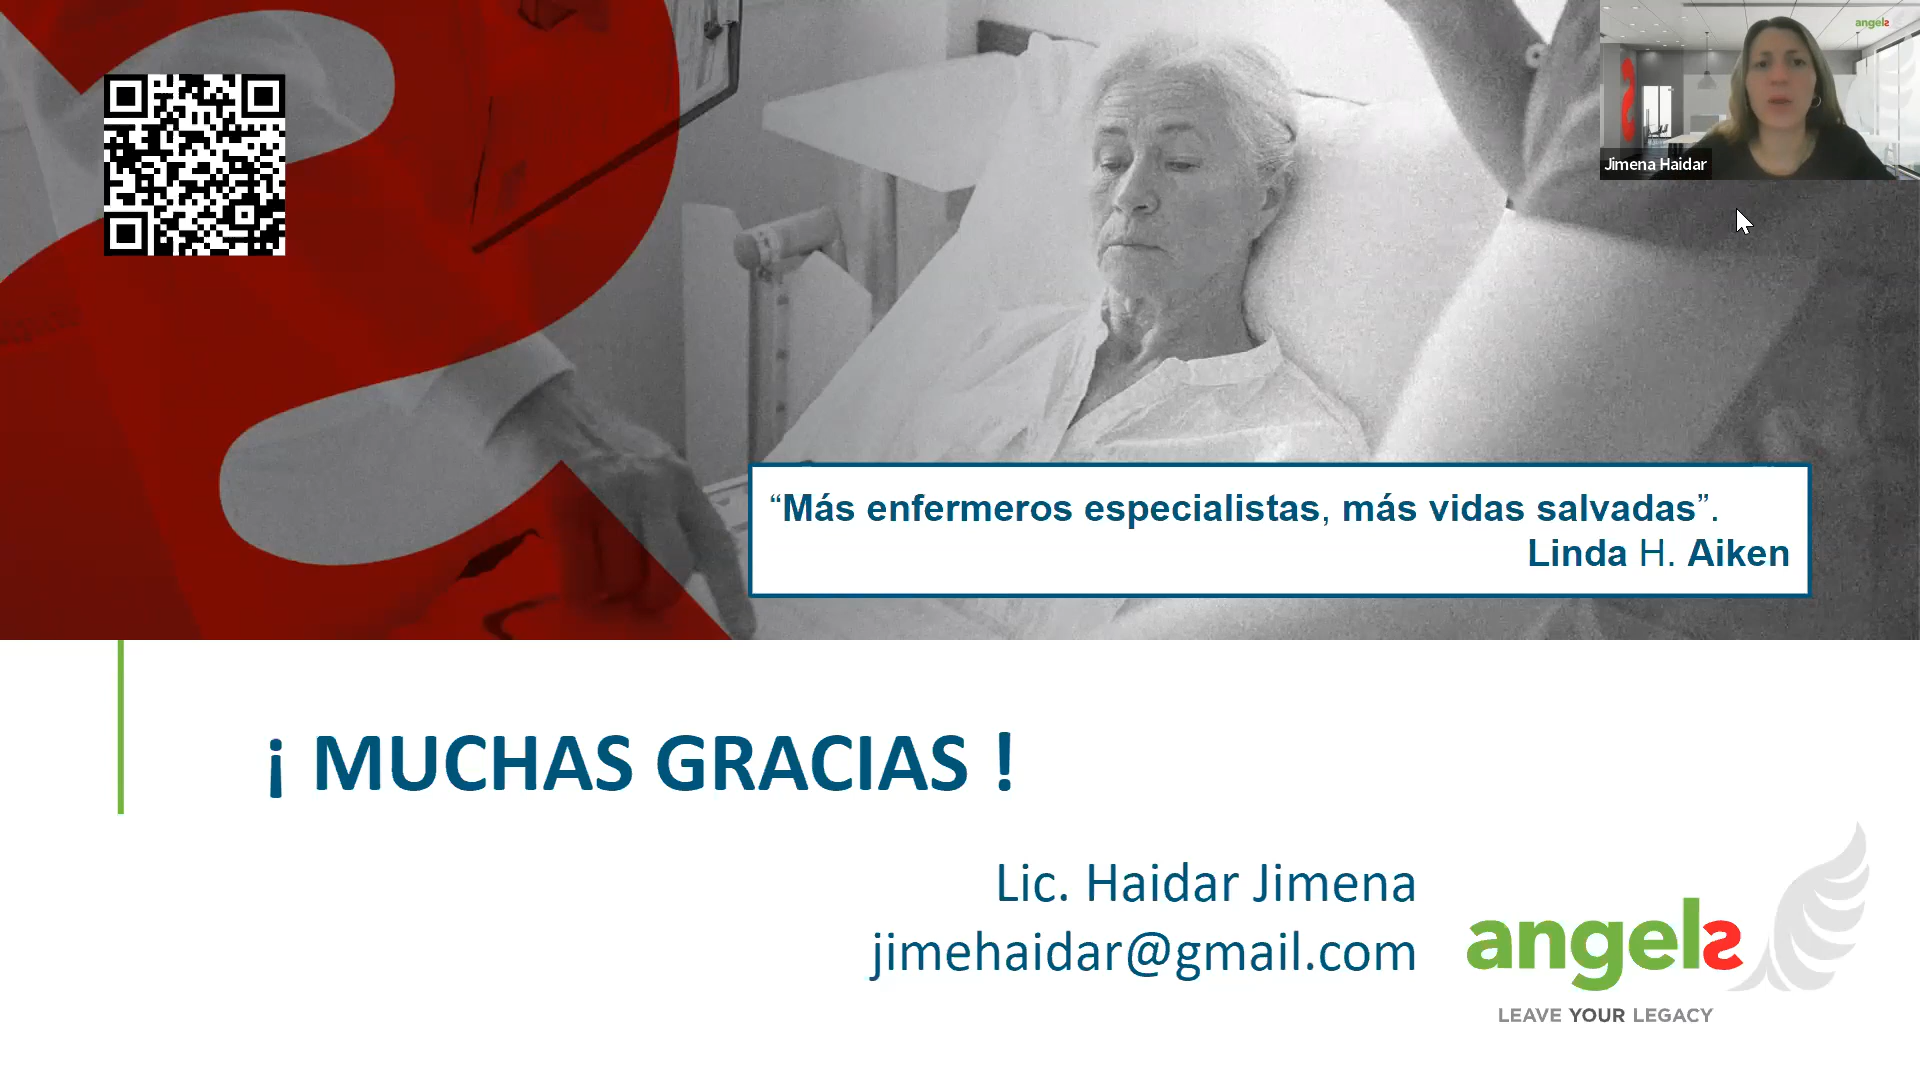 angels
Jimena Haidar
“Más enfermeros especialistas, más vidas salvadas”.
Linda H. Aiken
¡ MUCHAS GRACIAS !
Lic. Haidar Jimena
jimehaidar@gmail.com
angels
LEAVE YOUR LEGACY